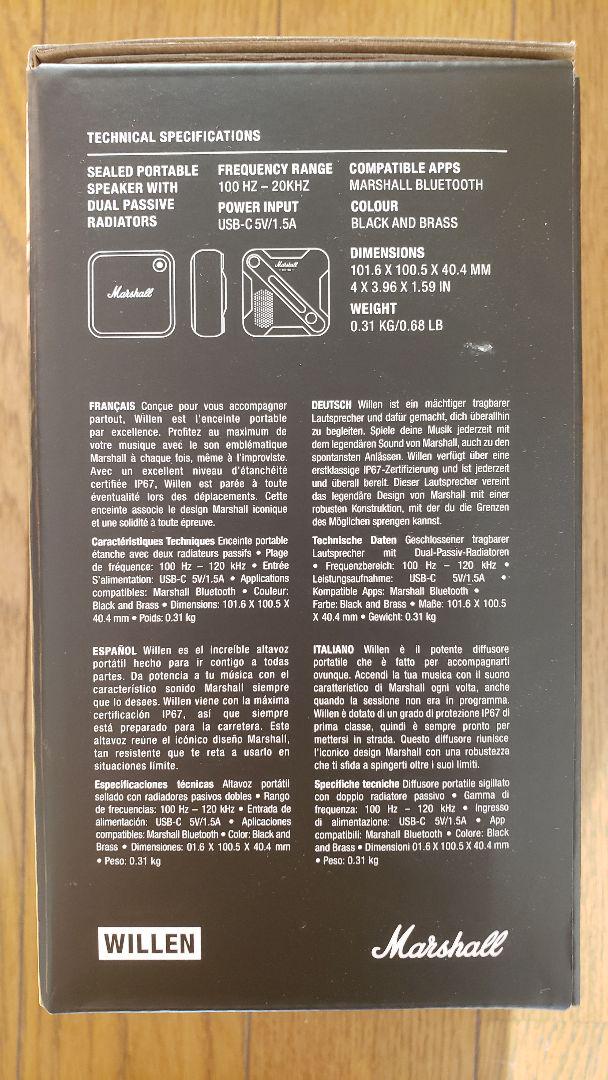 TECHNICAL SPECIFICATIONS
SEALED PORTABLE
SPEAKER WITH
DUAL PASSIVE
RADIATORS
FREQUENCY RANGE
100 HZ – 20KHZ
POWER INPUT
USB-C 5V/1.5A
COMPATIBLE APPS
MARSHALL BLUETOOTH
COLOUR
BLACK AND BRASS
DIMENSIONS
101.6 X 100.5 X 40.4 MM
4 X 3.96 X 1.59 IN
WEIGHT
0.31 KG/0.68 LB
Marshall
Marshall
FRANÇAIS Conçue pour vous accompagner
partout, Willen est l'enceinte portable
par excellence. Profitez au maximum de
votre musique avec le son emblématique
Marshall à chaque fois, même à l'improviste.
Avec un excellent niveau d'étanchéité
certifiée IP67, Willen est parée à toute
éventualité lors des déplacements. Cette
enceinte associe le design Marshall iconique
et une solidité à toute épreuve.
Caractéristiques Techniques Enceinte portable
étanche avec deux radiateurs passifs • Plage
de fréquence: 100 Hz – 120 kHz • Entrée
S'alimentation: USB-C 5V/1.5A • Applications
compatibles: Marshall Bluetooth • Couleur:
Black and Brass • Dimensions: 101.6 X 100.5 X
40.4 mm • Poids: 0.31 kg
DEUTSCH Willen ist ein mächtiger tragbarer
Lautsprecher und dafür gemacht, dich überallhin
zu begleiten. Spiele deine Musik jederzeit mit
dem legendären Sound von Marshall, auch zu den
spontansten Anlässen. Willen verfügt über eine
erstklassige IP67-Zertifizierung und ist jederzeit
und überall bereit. Dieser Lautsprecher vereint
das legendäre Design von Marshall mit einer
robusten Konstruktion, mit der du die Grenzen
des Möglichen sprengen kannst.
Technische Daten Geschlossener tragbarer
Lautsprecher mit Dual-Passiv-Radiatoren
• Frequenzbereich: 100 Hz – 120 kHz •
Leistungsaufnahme: USB-C 5V/1.5A •
Kompatible Apps: Marshall Bluetooth •
Farbe: Black and Brass • Maße: 101.6 X 100.5
X 40.4 mm • Gewicht: 0.31 kg
ESPAÑOL Willen es el increíble altavoz
portátil hecho para ir contigo a todas
partes. Da potencia a tu música con el
característico sonido Marshall siempre
que lo desees. Willen viene con la máxima
certificación IP67, así que siempre
está preparado para la carretera. Este
altavoz reúne el icónico diseño Marshall,
tan resistente que te reta a usarlo en
situaciones límite.
Especificaciones técnicas Altavoz portátil
sellado con radiadores pasivos dobles • Rango
de frecuencias: 100 Hz – 120 kHz • Entrada de
alimentación: USB-C 5V/1.5A • Aplicaciones
compatibles: Marshall Bluetooth • Color: Black and
Brass • Dimensiones: 01.6 X 100.5 X 40.4 mm
• Peso: 0.31 kg
ITALIANO Willen è il potente diffusore
portatile che è fatto per accompagnarti
ovunque. Accendi la tua musica con il suono
caratteristico di Marshall ogni volta, anche
quando la sessione non era in programma.
Willen è dotato di un grado di protezione IP67 di
prima classe, quindi è sempre pronto per
mettersi in strada. Questo diffusore riunisce
l'iconico design Marshall con una robustezza
che ti sfida a spingerti oltre i suoi limiti.
Specifiche tecniche Diffusore portatile sigillato
con doppio radiatore passivo • Gamma di
frequenza: 100 Hz – 120 kHz • Ingresso
di alimentazione: USB-C 5V/1.5A • App
compatibili: Marshall Bluetooth • Colore: Black
and Brass • Dimensioni 01.6 X 100.5 X 40.4 mm
• Peso: 0.31 kg
WILLEN
Marshall